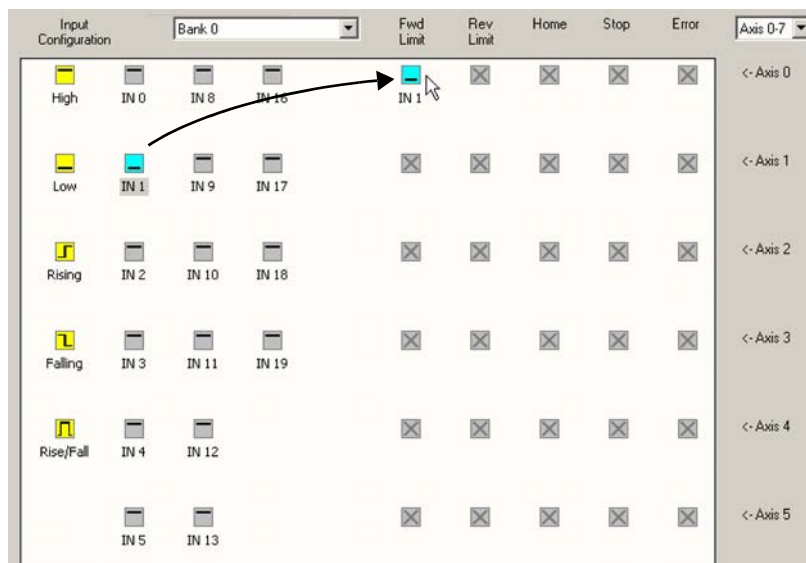 Input Configuration
Bank 0
Fwd Limit
Rev Limit
Home
Stop
Error
Axis 0-7
High
IN 0
IN 8
IN 16
IN 1
<- Axis 0
Low
IN 1
IN 9
IN 17
<- Axis 1
Rising
IN 2
IN 10
IN 18
<- Axis 2
Falling
IN 3
IN 11
IN 19
<- Axis 3
Rise/Fall
IN 4
IN 12
<- Axis 4
IN 5
IN 13
<- Axis 5